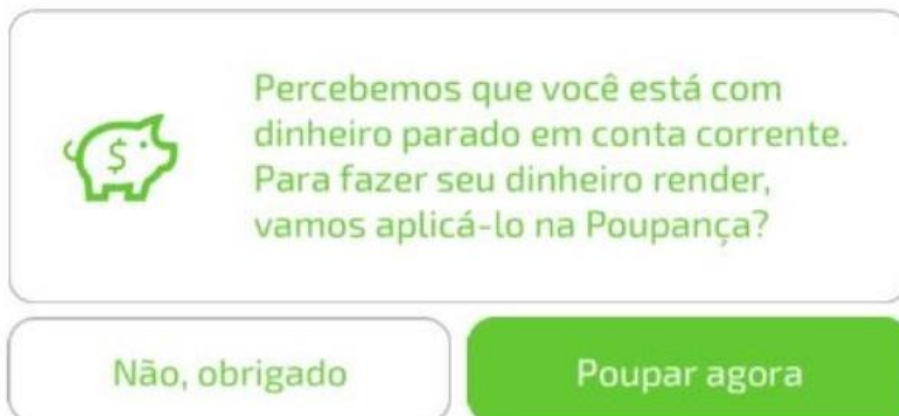 Percebemos que você está com
dinheiro parado em conta corrente.
Para fazer seu dinheiro render,
vamos aplicá-lo na Poupança?
$
Não, obrigado
Poupar agora